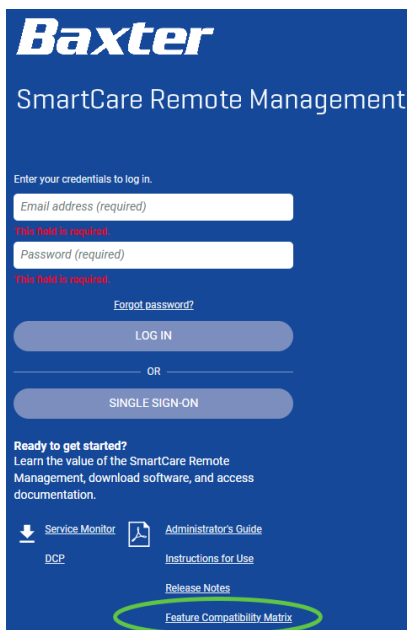 Baxter
SmartCare Remote Management
Enter your credentials to log in.
Email address (required)
This field is required.
Password (required)
This field is required.
Forgot password?
LOG IN
OR
SINGLE SIGN-ON
Ready to get started?
Learn the value of the SmartCare Remote
Management, download software, and access
documentation.
Service Monitor
DCP
Administrator's Guide
Instructions for Use
Release Notes
Feature Compatibility Matrix